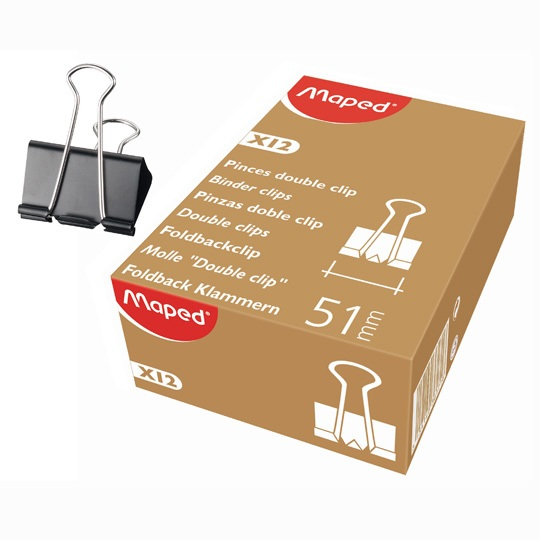 Maped®
X12
Pinces double clip
Binder clips
Pinzas doble clip
Double clips
Foldbackclip
Molle "Double clip"
Foldback Klammern
51 mm
Maped®
X12